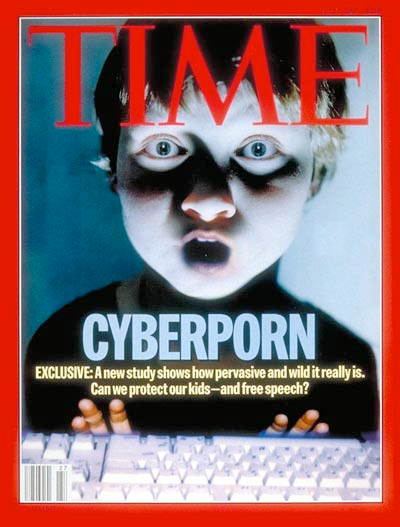 TIME
CYBERPORN
EXCLUSIVE: A new study shows how pervasive and wild it really is.
Can we protect our kids—and free speech?
27